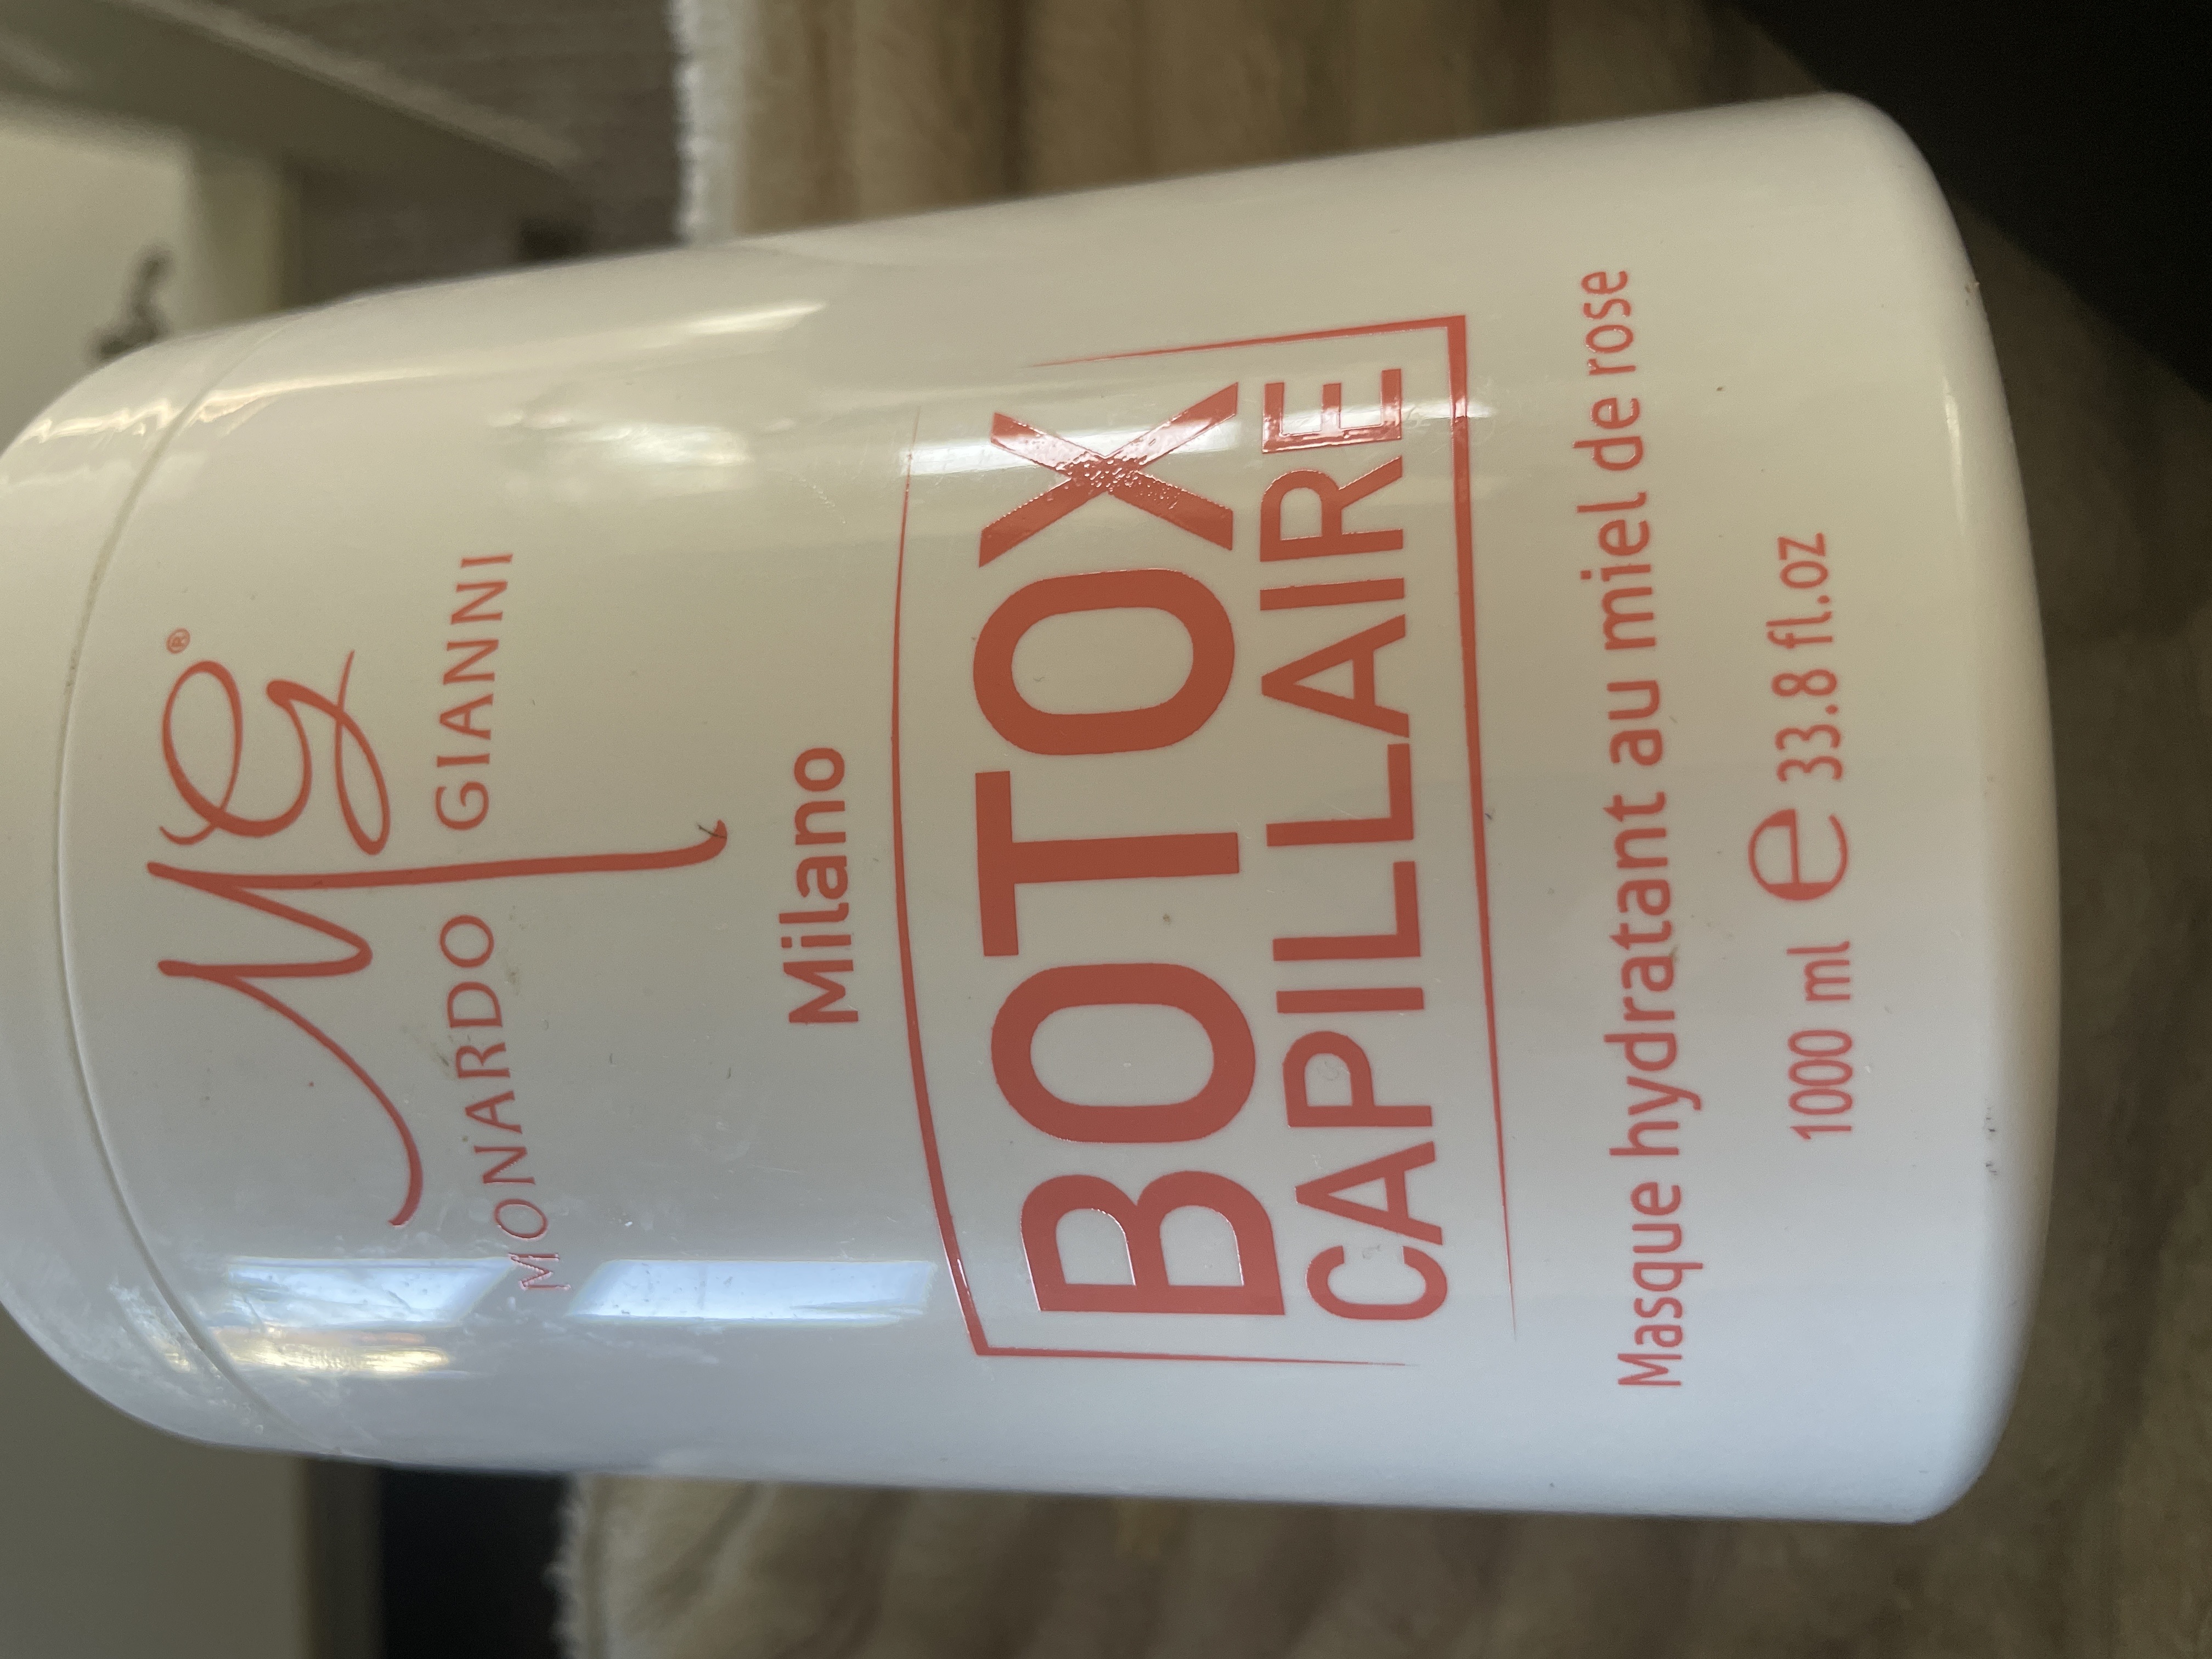 MG®
MONARDO GIANNI
Milano
BOTOX
CAPILLAIRE
Masque hydratant au miel de rose
1000 ml e 33.8 fl.oz